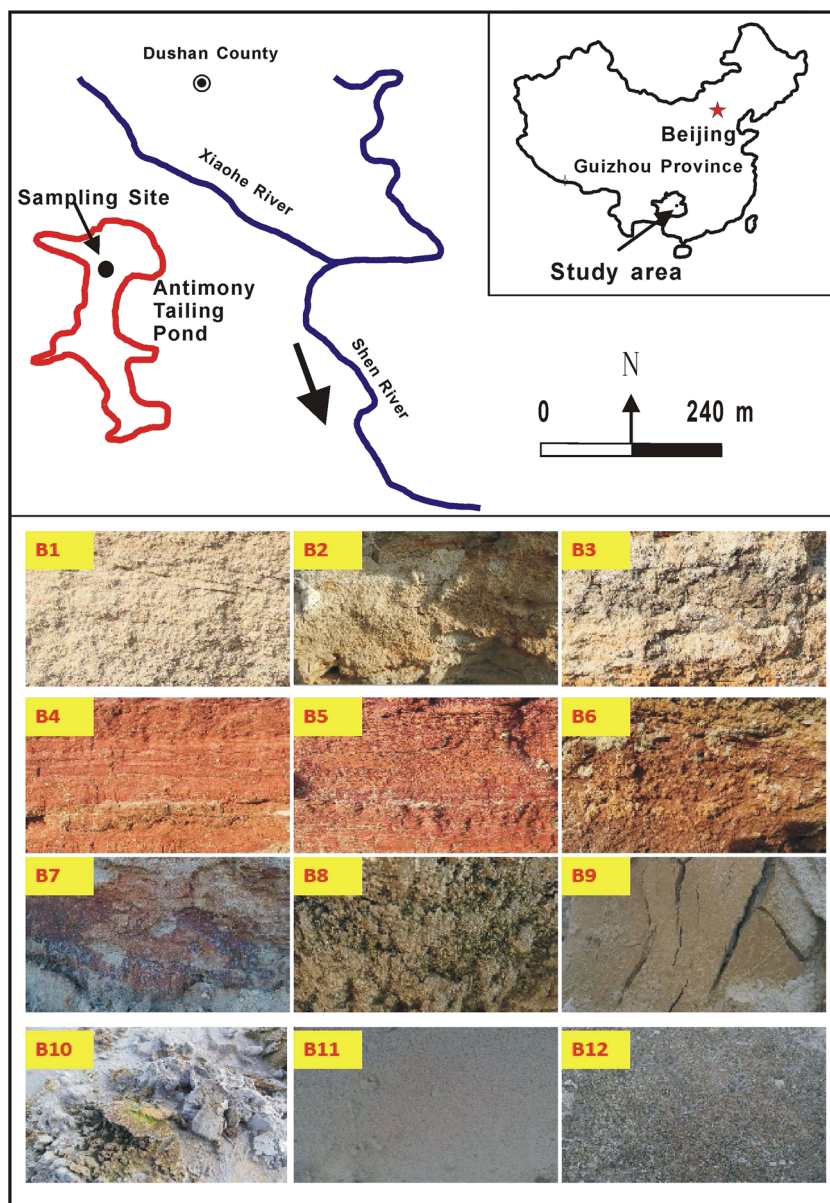 Dushan County
Xiaohe River
Sampling Site
Antimony
Tailing
Pond
Shen River
Beijing
Guizhou Province
Study area
N
0 240 m
B1
B2
B3
B4
B5
B6
B7
B8
B9
B10
B11
B12